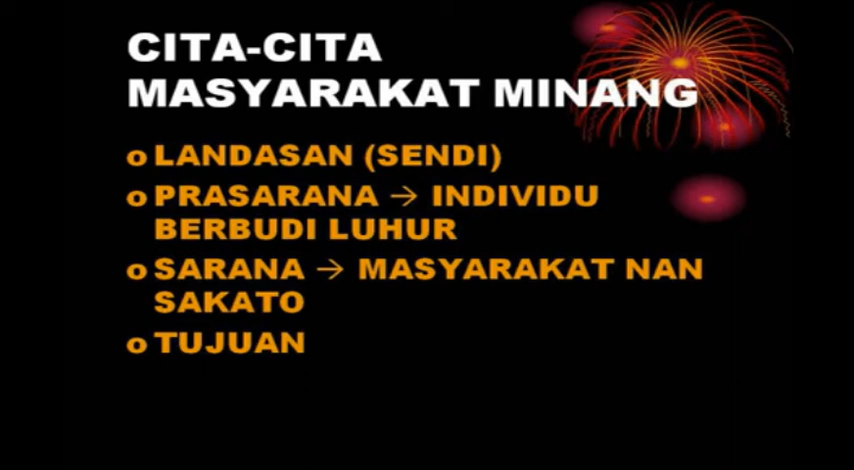 CITA-CITA
MASYARAKAT MINANG
o LANDASAN (SENDI)
o PRASARANA → INDIVIDU
BERBUDI LUHUR
o SARANA → MASYARAKAT NAN
SAKATO
o TUJUAN